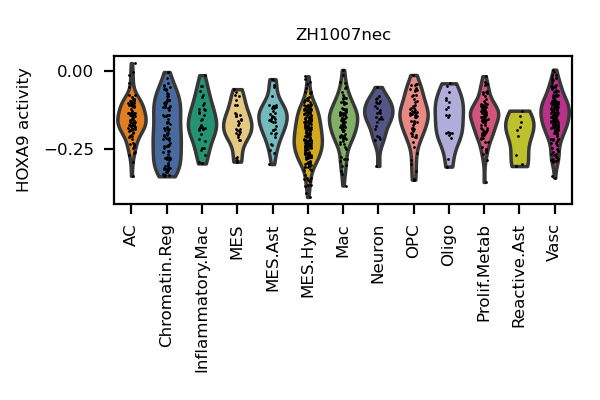 ZH1007nec
HOXA9 activity
0.00
−0.25
AC
Chromatin.Reg
Inflammatory.Mac
MES
MES.Ast
MES.Hyp
Mac
Neuron
OPC
Oligo
Prolif.Metab
Reactive.Ast
Vasc